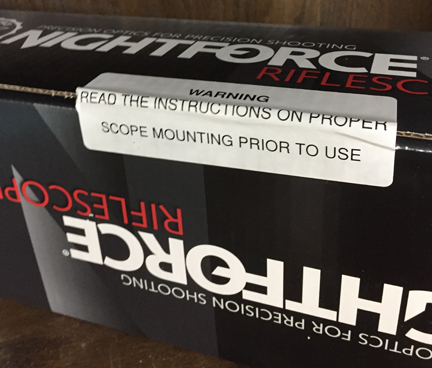 PRECISION OPTICS FOR PRECISION SHOOTING
NIGHTFORCE®
RIFLESC
WARNING
READ THE INSTRUCTIONS ON PROPER
SCOPE MOUNTING PRIOR TO USE
RIFLESCOP
GHTFORCE®
OPTICS FOR PRECISION SHOOTING